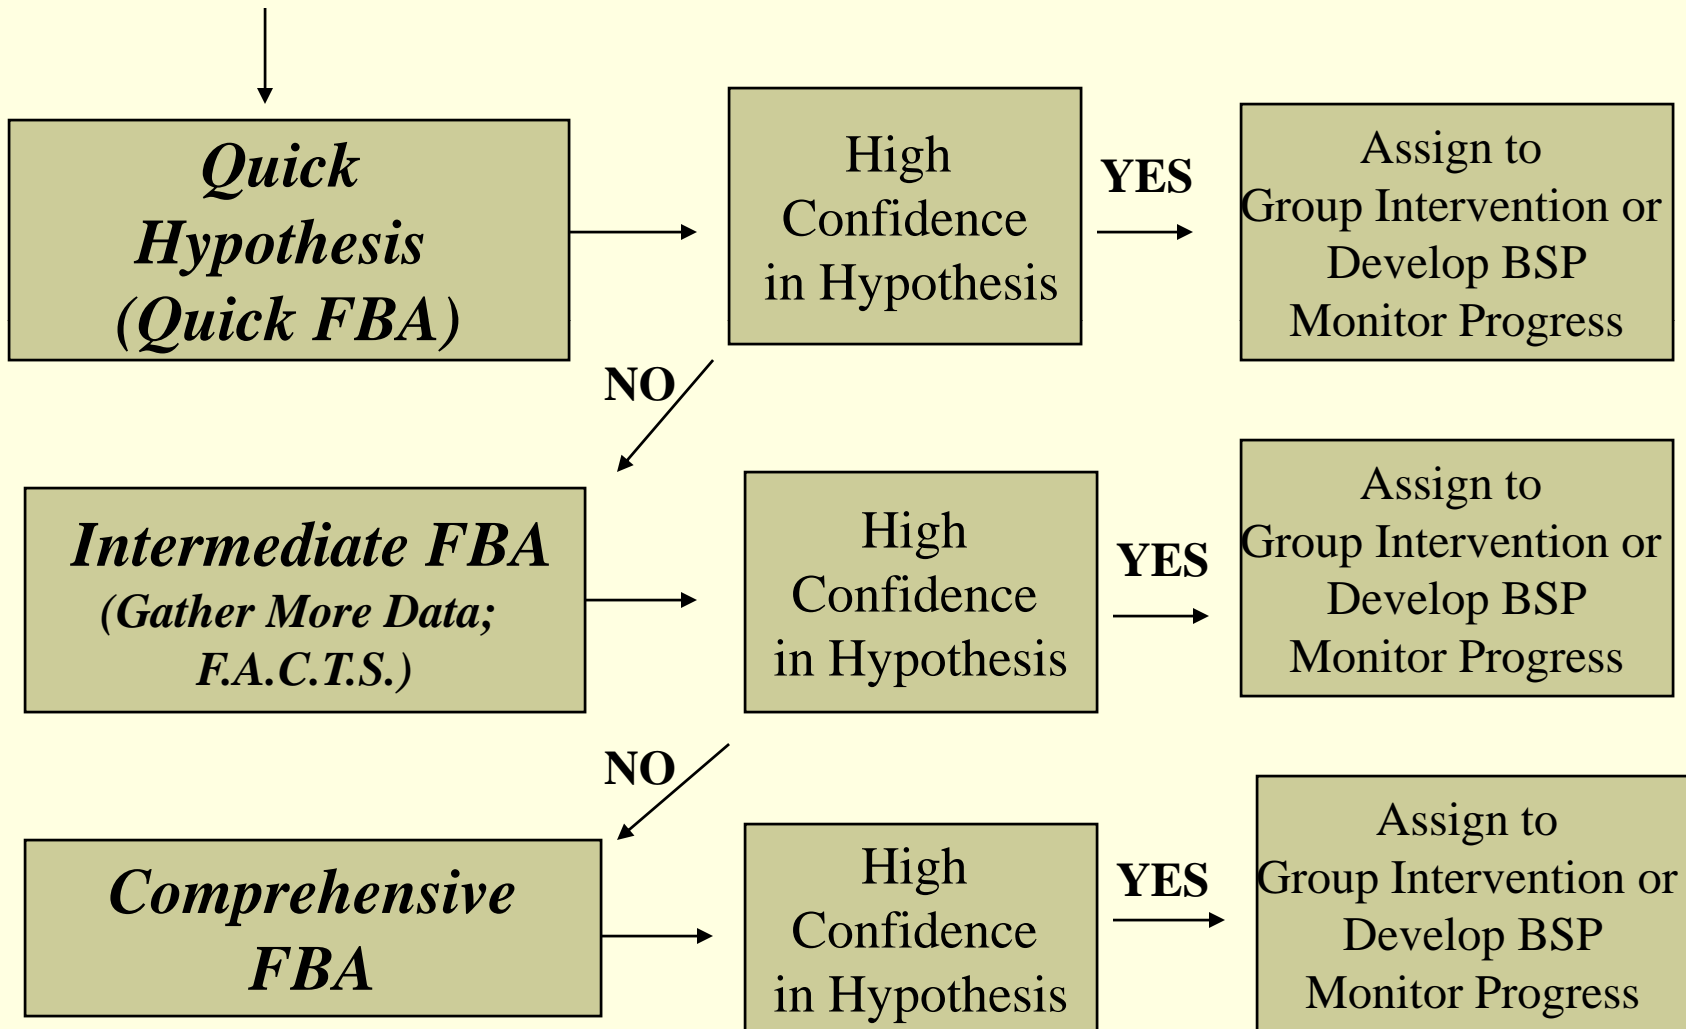 Quick
Hypothesis
(Quick FBA)
High
Confidence
in Hypothesis
YES
Assign to
Group Intervention or
Develop BSP
Monitor Progress
NO
Intermediate FBA
(Gather More Data;
F.A.C.T.S.)
High
Confidence
in Hypothesis
YES
Assign to
Group Intervention or
Develop BSP
Monitor Progress
NO
Comprehensive
FBA
High
Confidence
in Hypothesis
YES
Assign to
Group Intervention or
Develop BSP
Monitor Progress